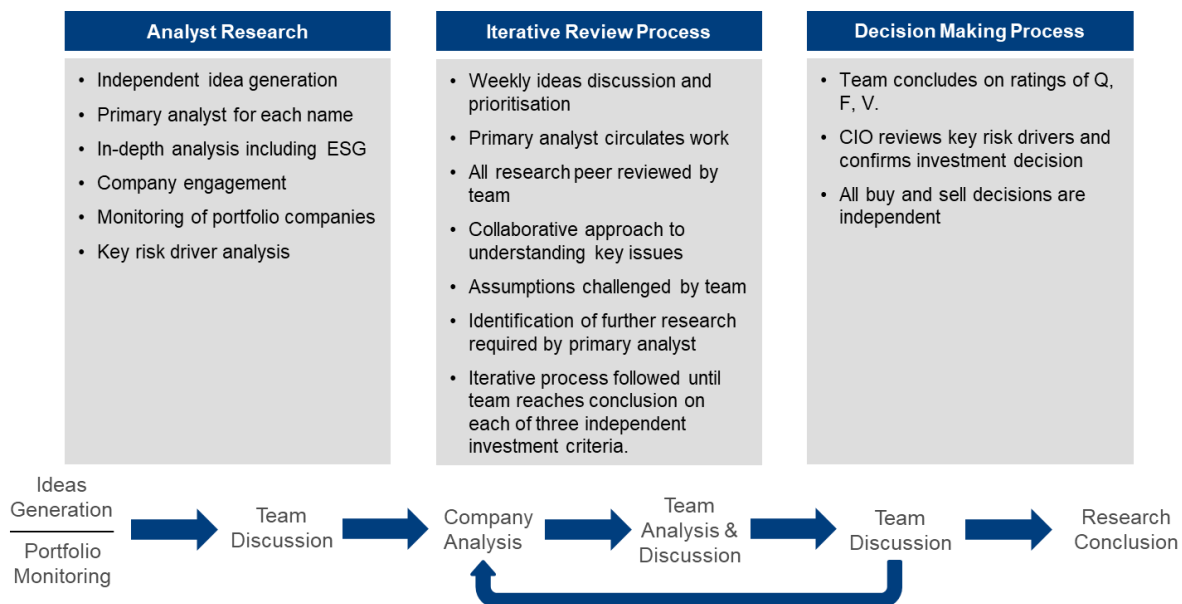 Analyst Research
• Independent idea generation
• Primary analyst for each name
• In-depth analysis including ESG
• Company engagement
• Monitoring of portfolio companies
• Key risk driver analysis
Iterative Review Process
• Weekly ideas discussion and
prioritisation
• Primary analyst circulates work
• All research peer reviewed by
team
• Collaborative approach to
understanding key issues
• Assumptions challenged by team
• Identification of further research
required by primary analyst
• Iterative process followed until
team reaches conclusion on
each of three independent
investment criteria.
Decision Making Process
• Team concludes on ratings of Q,
F, V.
• CIO reviews key risk drivers and
confirms investment decision
• All buy and sell decisions are
independent
Ideas
Generation
Portfolio
Monitoring
Team
Discussion
Company
Analysis
Team
Analysis &
Discussion
Team
Discussion
Research
Conclusion